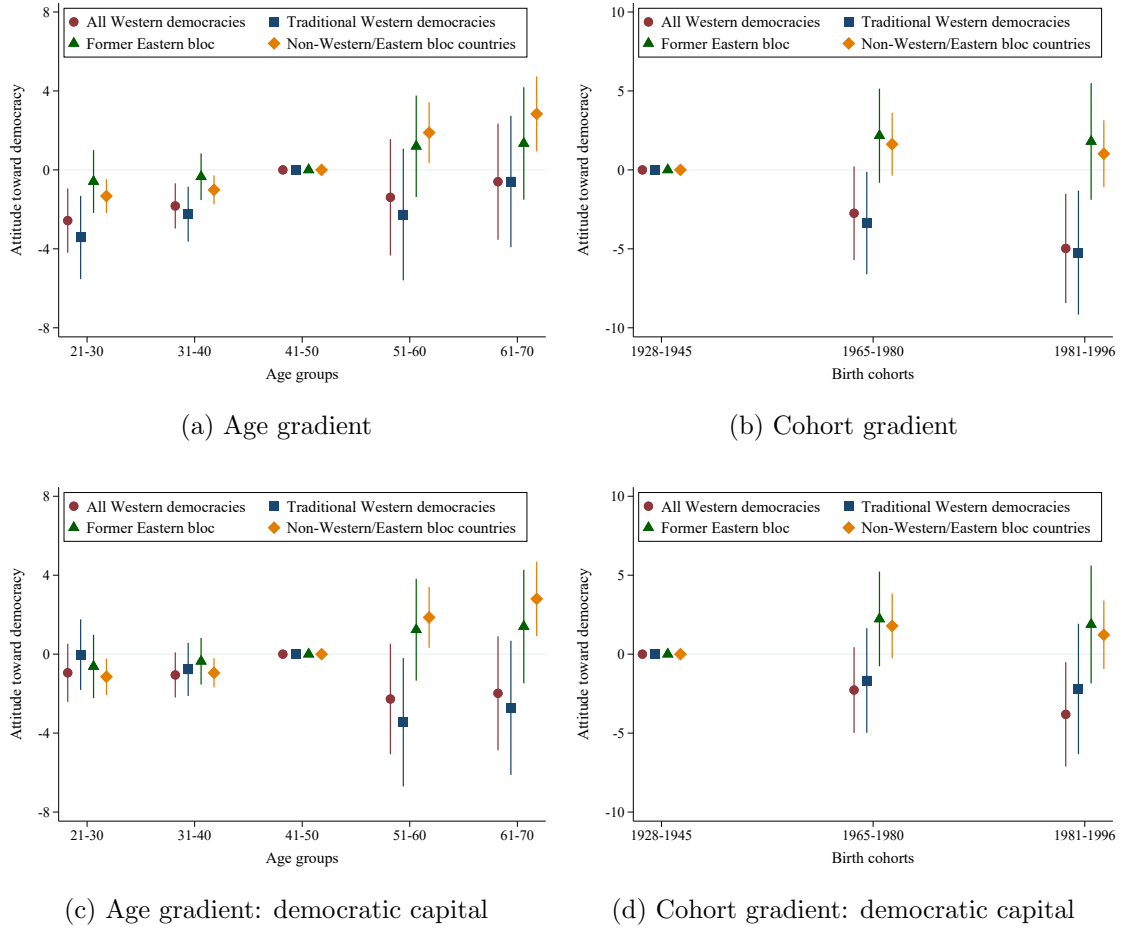 All Western democracies Traditional Western democracies
Former Eastern bloc Non-Western/Eastern bloc countries
8
4
0
-4
-8
Attitude toward democracy
21-30 31-40 41-50 51-60 61-70
Age groups
(a) Age gradient
All Western democracies Traditional Western democracies
Former Eastern bloc Non-Western/Eastern bloc countries
10
5
0
-5
-10
Attitude toward democracy
1928-1945 1965-1980 1981-1996
Birth cohorts
(b) Cohort gradient
All Western democracies Traditional Western democracies
Former Eastern bloc Non-Western/Eastern bloc countries
8
4
0
-4
-8
Attitude toward democracy
21-30 31-40 41-50 51-60 61-70
Age groups
(c) Age gradient: democratic capital
All Western democracies Traditional Western democracies
Former Eastern bloc Non-Western/Eastern bloc countries
10
5
0
-5
-10
Attitude toward democracy
1928-1945 1965-1980 1981-1996
Birth cohorts
(d) Cohort gradient: democratic capital